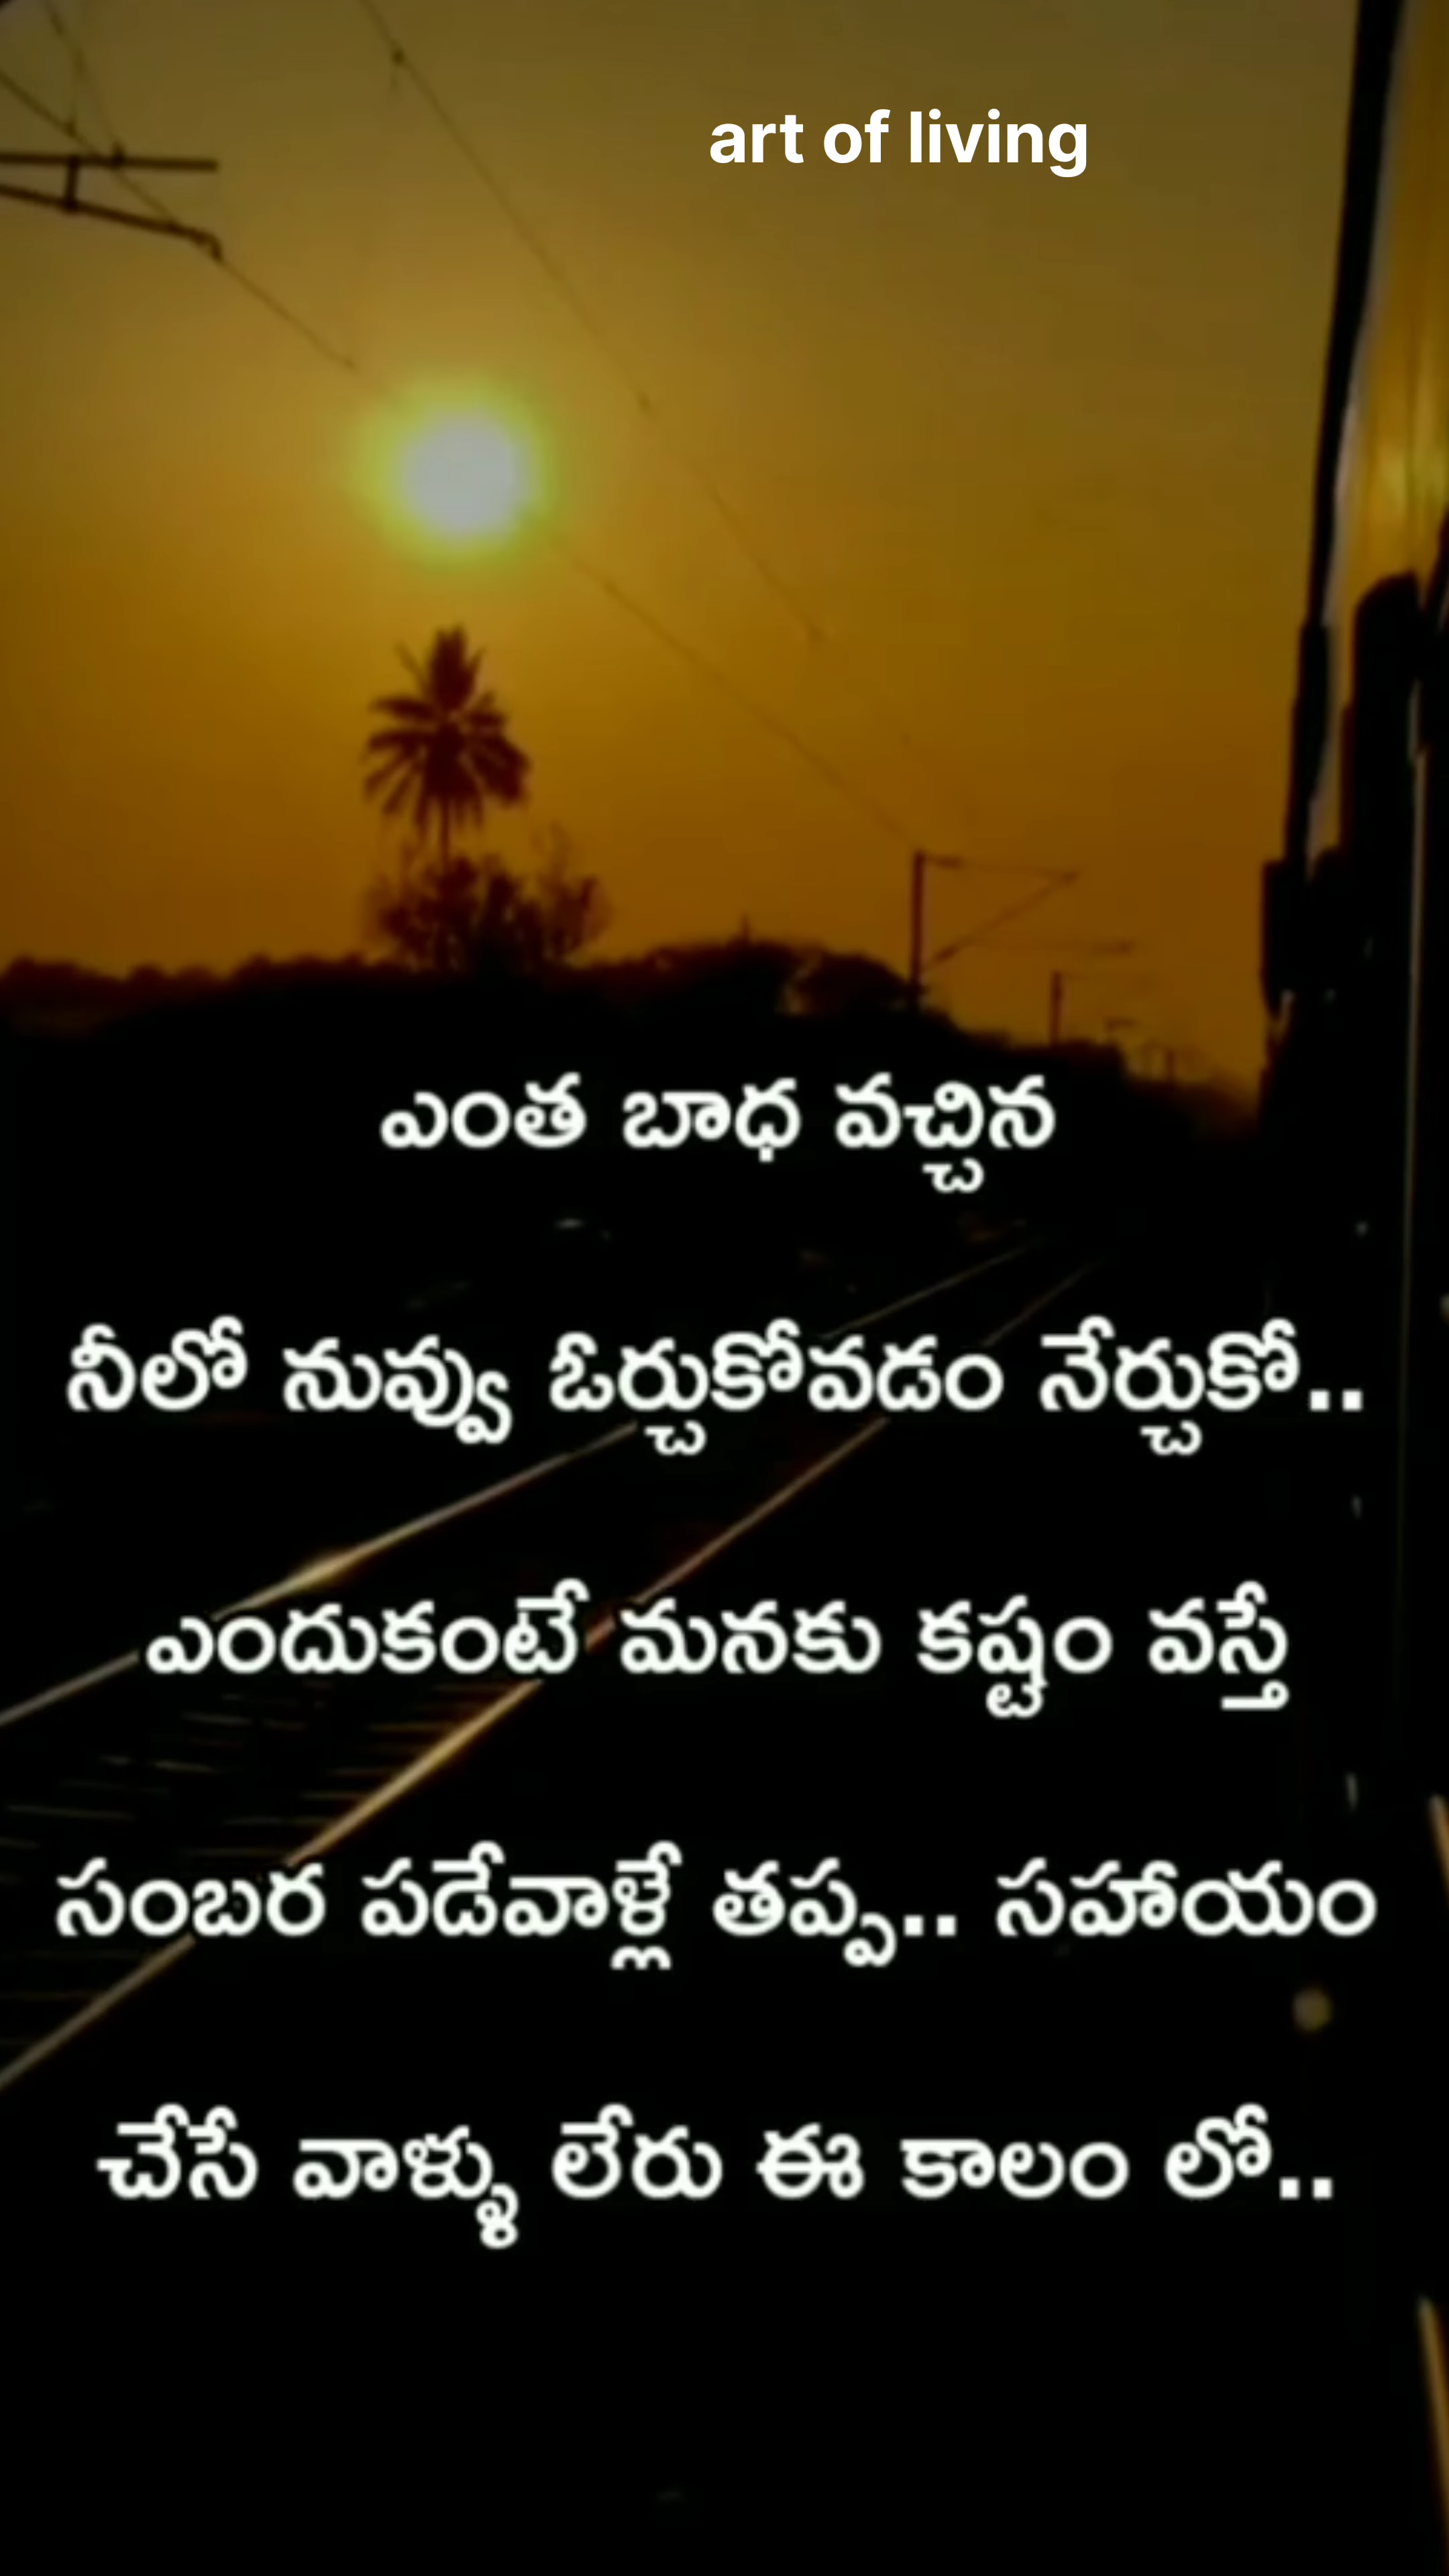 art of living
ఎంత బాధ వచ్చిన
నీలో నువ్వు ఓర్చుకోవడం నేర్చుకో..
ఎందుకంటే మనకు కష్టం వస్తే
సంబర పడేవాళ్లే తప్ప.. సహాయం
చేసే వాళ్ళు లేరు ఈ కాలం లో..